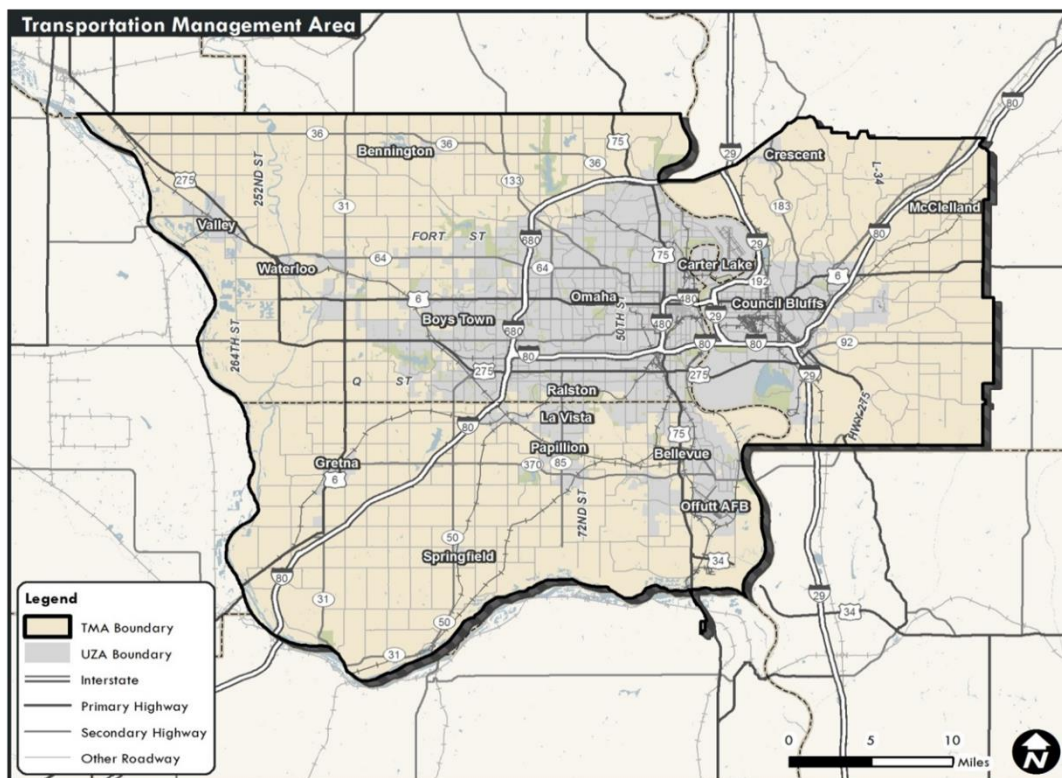 Transportation Management Area
80
29
75
36
Bennington
36
Crescent
L-34
275
252ND ST
133
McClelland
31
183
Valley
80
FORT ST
680
29
75
64
64
Carter Lake
Waterloo
6
192
6
Omaha
480
Council Bluffs
Boys Town
50TH S
29
680
480
264TH ST
80
80
80
92
275
275
29
Q ST
Ralston
HWY 275
La Vista
80
75
Papillion
Bellevue
Gretna
370
85
6
72ND ST
Offutt AFB
50
Springfield
34
80
29
31
34
50
31
Legend
TMA Boundary
UZA Boundary
Interstate
Primary Highway
Secondary Highway
Other Roadway
0 5 10
Miles
N